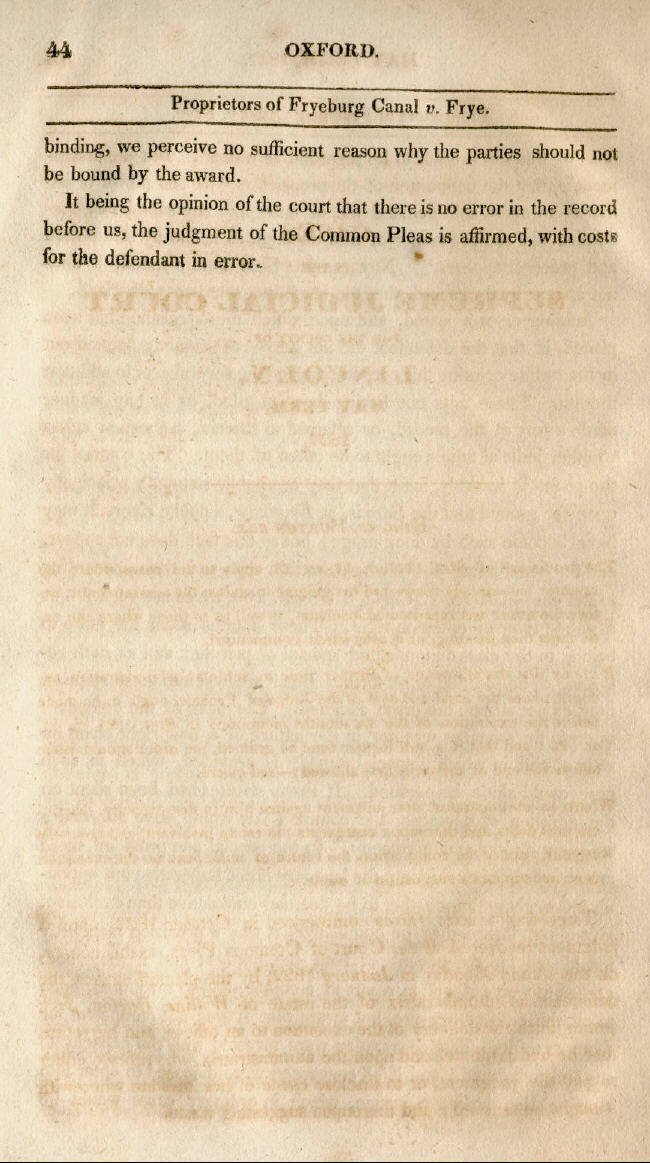 44 OXFORD.
Proprietors of Fryeburg Canal v. Frye.
binding, we perceive no sufficient reason why the parties should not
be bound by the award.
It being the opinion of the court that there is no error in the record
before us, the judgment of the Common Pleas is affirmed, with costs
for the defendant in error.